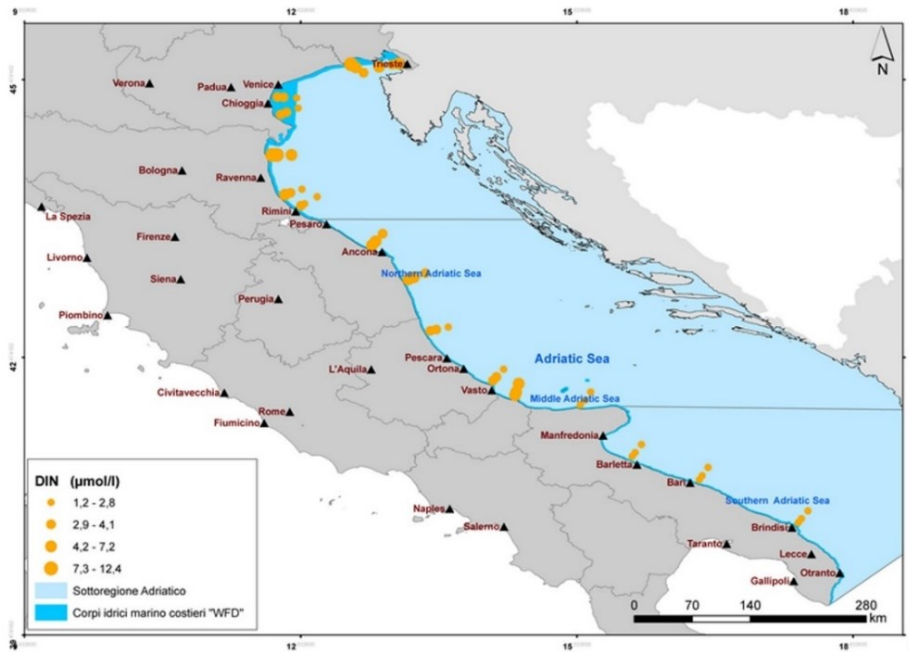 12
15
18
45
42
39
N
Trieste
Verona
Padua
Venice
Chioggia
Bologna
Ravenna
Rimini
Pesaro
La Spezia
Firenze
Ancona
Livorno
Siena
Northern Adriatic Sea
Perugia
Piombino
Pescara
Adriatic Sea
L'Aquila
Ortona
Vasto
Civitavecchia
Middle Adriatic Sea
Rome
Fiumicino
Manfredonia
Barletta
Bari
Southern Adriatic Sea
Naples
Salerno
Brindisi
Taranto
Lecce
Otranto
Gallipoli
DIN (µmol/l)
1,2 - 2,8
2,9 - 4,1
4,2 - 7,2
7,3 - 12,4
Sottoregione Adriatico
Corpi idrici marino costieri "WFD"
0 70 140 280
km
12
15
18